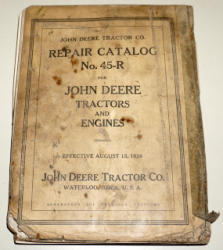 JOHN DEERE TRACTOR CO.
REPAIR CATALOG
No. 45-R
FOR
JOHN DEERE
TRACTORS
AND
ENGINES
EFFECTIVE AUGUST 15,
JOHN DEERE TRACTOR CO.
WATERLOO, IOWA, U. S. A.